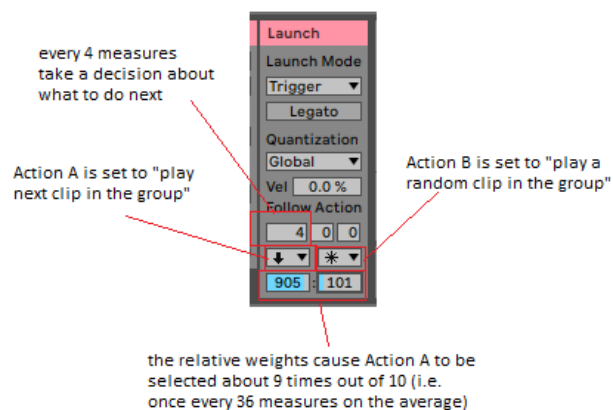 Launch
every 4 measures
take a decision about
what to do next
Launch Mode
Trigger
Legato
Quantization
Global
Vel 0.0 %
Follow Action
4 0 0
Action A is set to "play
next clip in the group"
Action B is set to "play a
random clip in the group"
905 : 101
the relative weights cause Action A to be
selected about 9 times out of 10 (i.e.
once every 36 measures on the average)